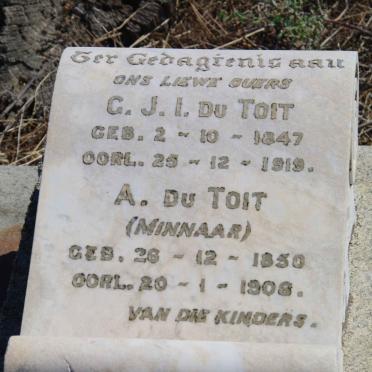 Ter Gedagtenis aan
ONS LIEWE OUERS
C. J. I. DU TOIT
GEB. 2 - 10 - 1847
OORL. 25 - 12 - 1919.
A. DU TOIT
(MINNAAR)
GEB. 26 - 12 - 1850
OORL. 20 - 1 - 1908.
VAN DIE KINDERS.